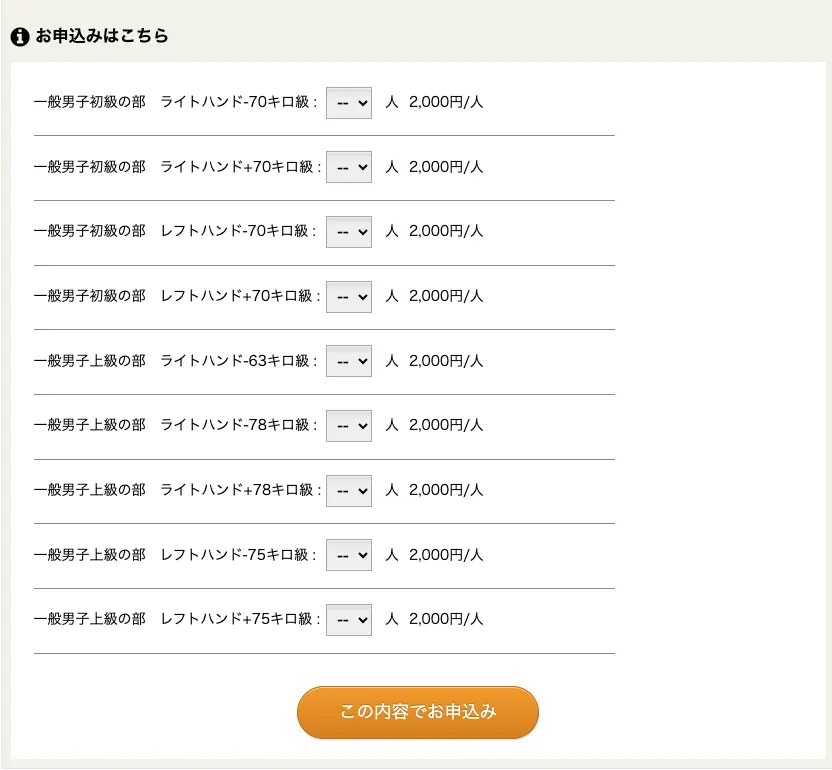 お申込みはこちら
一般男子初級の部　ライトハンド-70キロ級 : -- 人 2,000円/人
一般男子初級の部　ライトハンド+70キロ級 : -- 人 2,000円/人
一般男子初級の部　レフトハンド-70キロ級 : -- 人 2,000円/人
一般男子初級の部　レフトハンド+70キロ級 : -- 人 2,000円/人
一般男子上級の部　ライトハンド-63キロ級 : -- 人 2,000円/人
一般男子上級の部　ライトハンド-78キロ級 : -- 人 2,000円/人
一般男子上級の部　ライトハンド+78キロ級 : -- 人 2,000円/人
一般男子上級の部　レフトハンド-75キロ級 : -- 人 2,000円/人
一般男子上級の部　レフトハンド+75キロ級 : -- 人 2,000円/人
この内容でお申込み